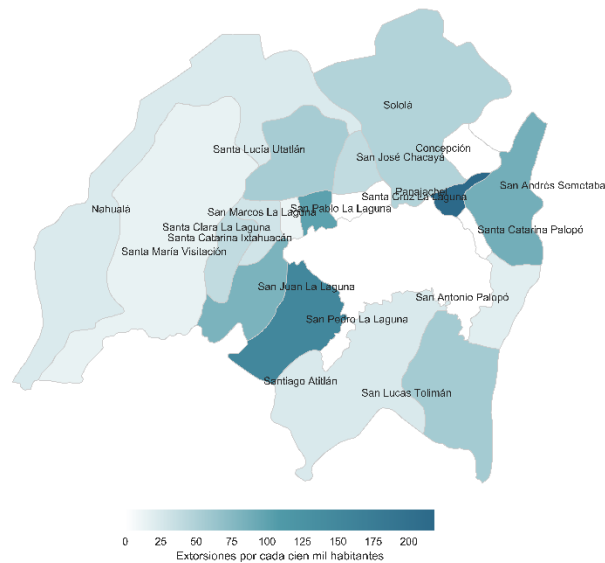 Sololá
Concepción
Santa Lucía Utatlán
San José Chacayá
San Andrés Semetabaj
Panajachel
Santa Cruz La Laguna
Nahualá
San Marcos La Laguna
San Pablo La Laguna
Santa Clara La Laguna
Santa Catarina Palopó
Santa Catarina Ixtahuacán
Santa María Visitación
San Juan La Laguna
San Antonio Palopó
San Pedro La Laguna
Santiago Atitlán
San Lucas Tolimán
0 25 50 75 100 125 150 175 200
Extorsiones por cada cien mil habitantes